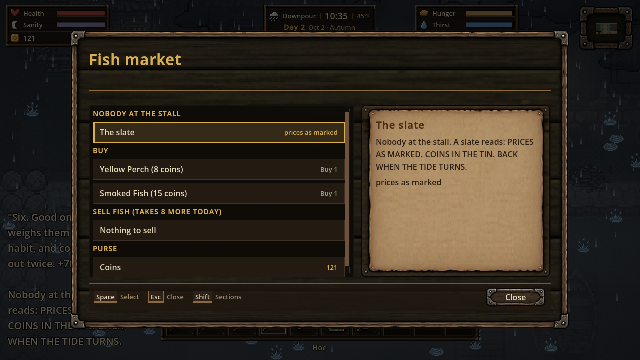 Health
Sanity
121
Downpour | 10:35 | 45°F
Day 2 Oct 2 · Autumn
Hunger
Thirst
Fish market
NOBODY AT THE STALL
The slate prices as marked
BUY
Yellow Perch (8 coins) Buy 1
Smoked Fish (15 coins) Buy 1
SELL FISH (TAKES 8 MORE TODAY)
Nothing to sell
PURSE
Coins 121
The slate
Nobody at the stall. A slate reads: PRICES
AS MARKED. COINS IN THE TIN. BACK
WHEN THE TIDE TURNS.
prices as marked
Space Select Esc Close Shift Sections
Close
"Six. Good on
weighs them
habit, and co
out twice. +7
Nobody at th
reads: PRICES
COINS IN THE
WHEN THE TIDE TURNS.
Hoe